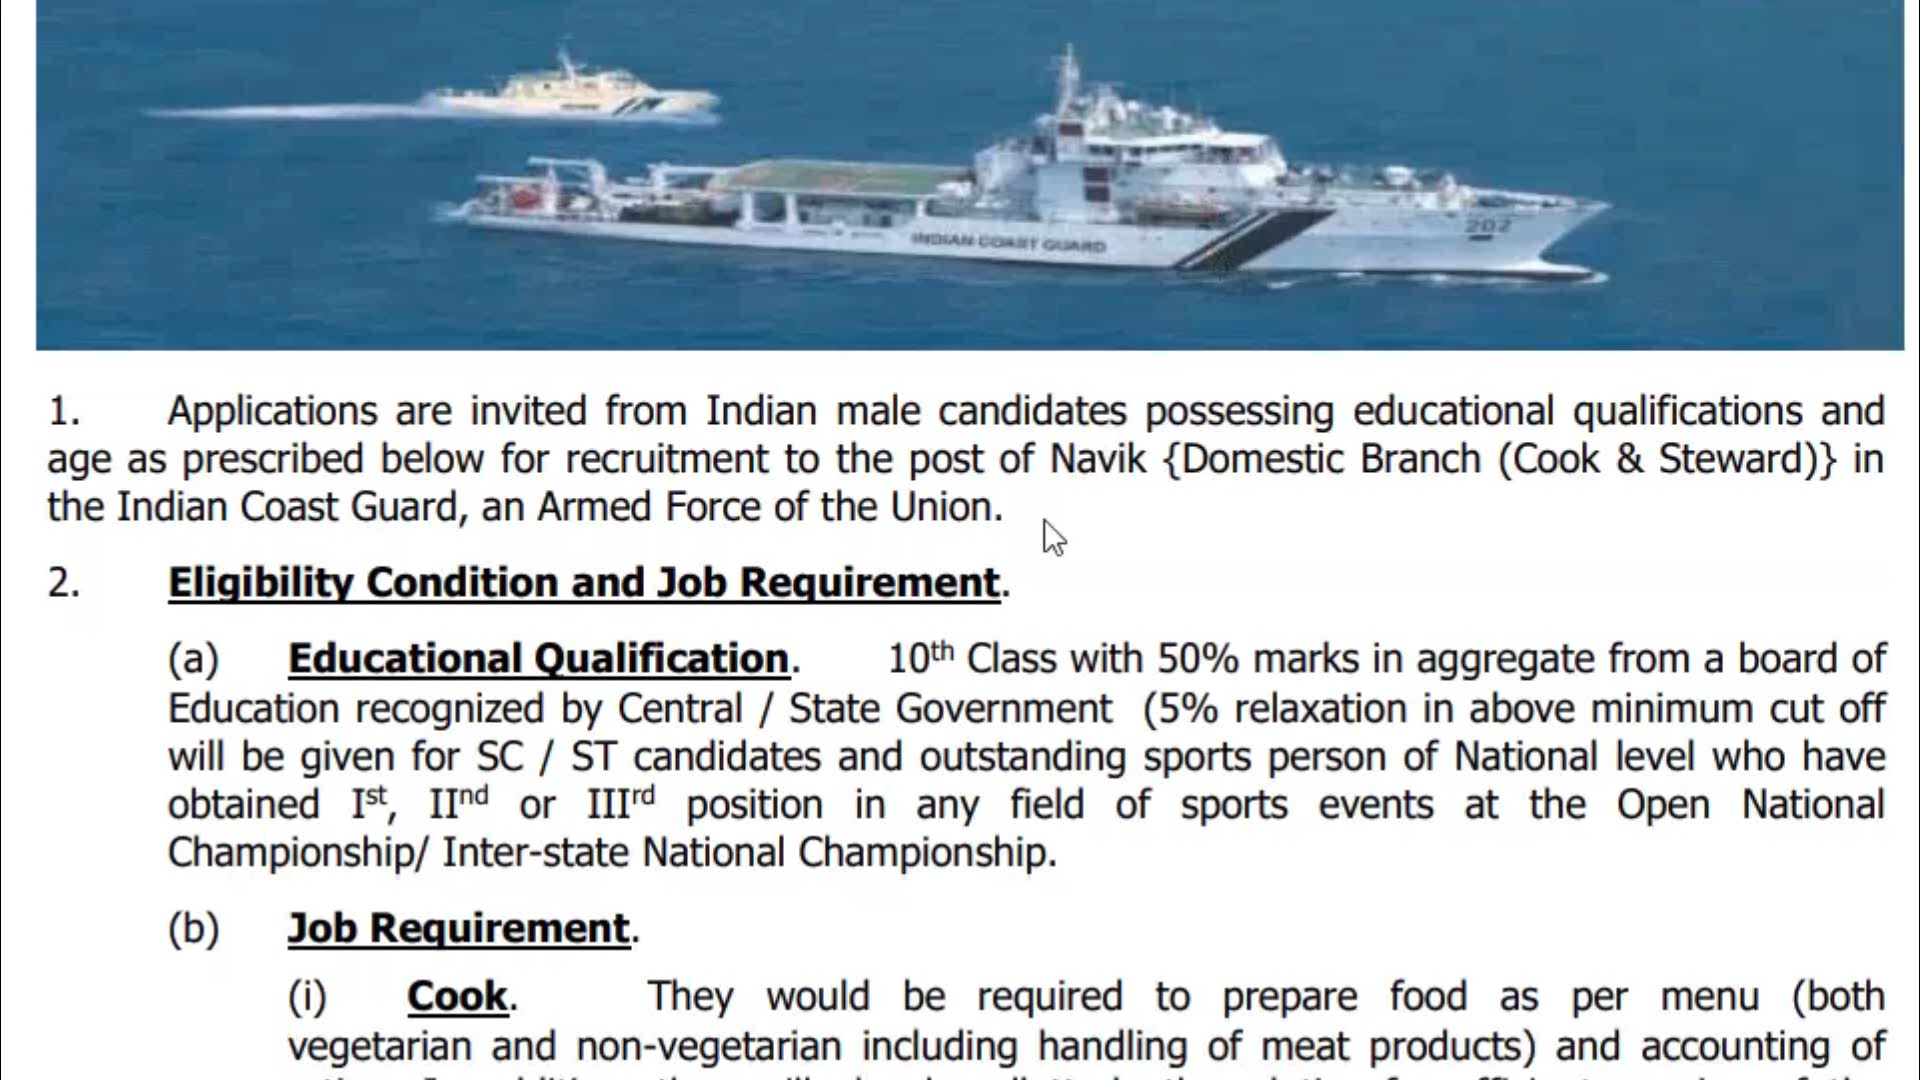 INDIAN COAST GUARD
202
1. Applications are invited from Indian male candidates possessing educational qualifications and
age as prescribed below for recruitment to the post of Navik {Domestic Branch (Cook & Steward)} in
the Indian Coast Guard, an Armed Force of the Union.
2. Eligibility Condition and Job Requirement.
(a) Educational Qualification. 10th Class with 50% marks in aggregate from a board of
Education recognized by Central / State Government (5% relaxation in above minimum cut off
will be given for SC / ST candidates and outstanding sports person of National level who have
obtained Ist, IInd or IIIrd position in any field of sports events at the Open National
Championship/ Inter-state National Championship.
(b) Job Requirement.
(i) Cook. They would be required to prepare food as per menu (both
vegetarian and non-vegetarian including handling of meat products) and accounting of